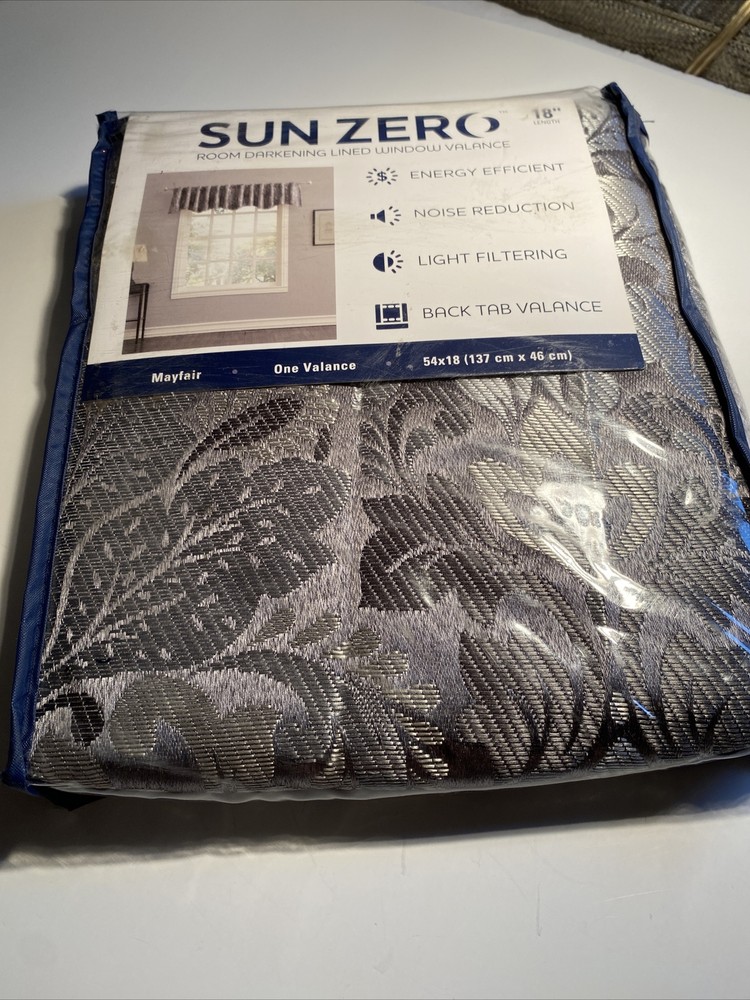 SUN ZERO™
18"
LENGTH
ROOM DARKENING LINED WINDOW VALANCE
ENERGY EFFICIENT
NOISE REDUCTION
LIGHT FILTERING
BACK TAB VALANCE
Mayfair • One Valance • 54x18 (137 cm x 46 cm)